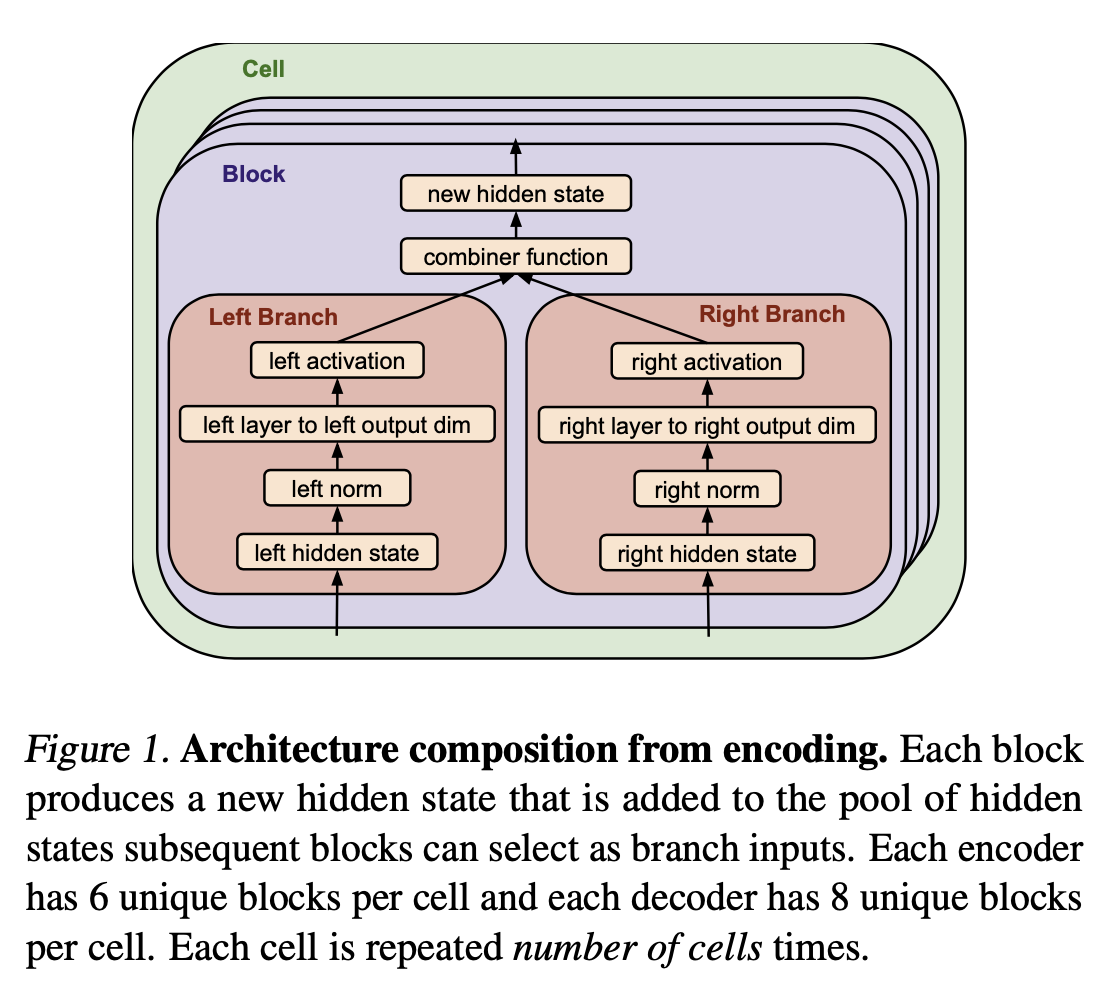 Cell
Block
new hidden state
combiner function
Left Branch
left activation
left layer to left output dim
left norm
left hidden state
Right Branch
right activation
right layer to right output dim
right norm
right hidden state
Figure 1. Architecture composition from encoding. Each block
produces a new hidden state that is added to the pool of hidden
states subsequent blocks can select as branch inputs. Each encoder
has 6 unique blocks per cell and each decoder has 8 unique blocks
per cell. Each cell is repeated number of cells times.